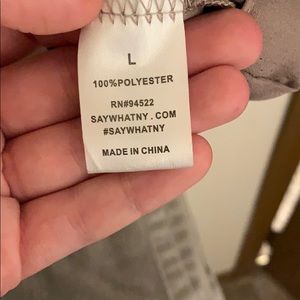 L
100%POLYESTER
RN#94522
SAYWHATNY.COM
#SAYWHATNY
MADE IN CHINA